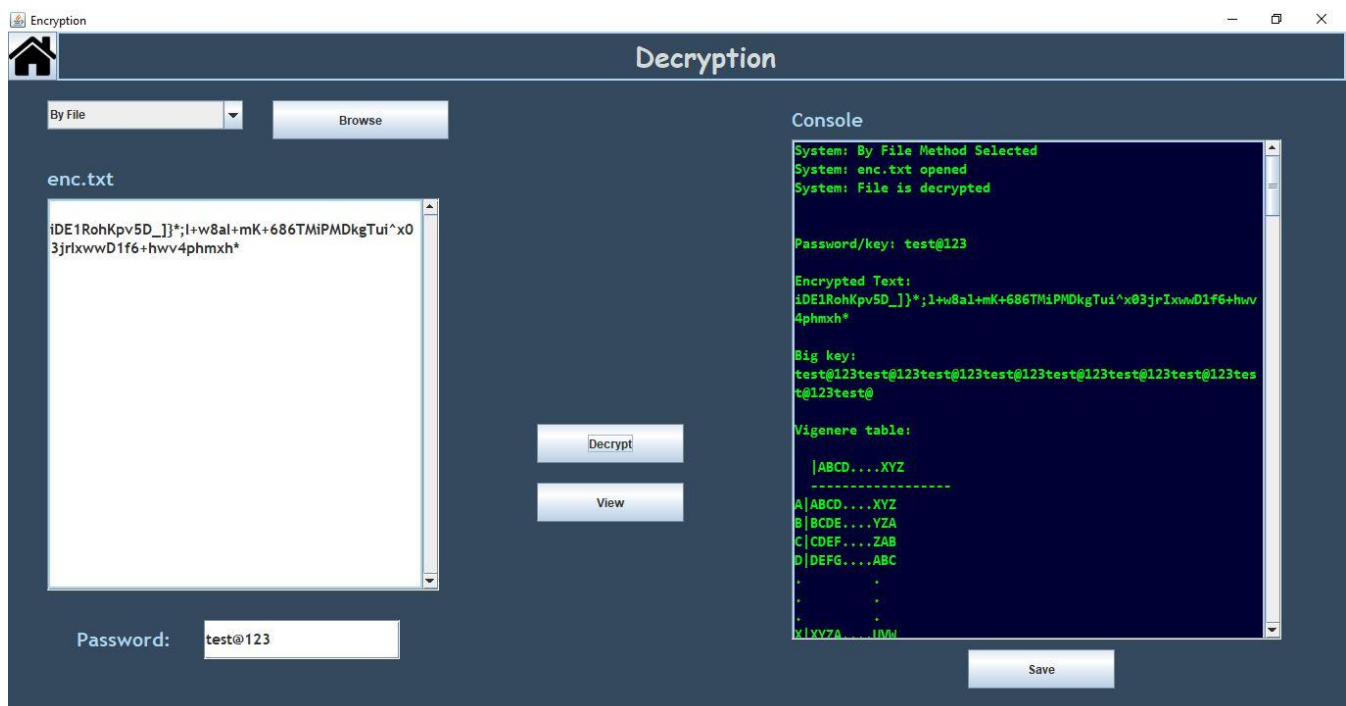 Encryption
Decryption
By File
Browse
enc.txt
iDE1RohKpv5D_]}*;l+w8al+mK+686TMiPMDkgTui^x0
3jrIxwwD1f6+hwv4phmxh*
Decrypt
View
Password:
test@123
Console
System: By File Method Selected
System: enc.txt opened
System: File is decrypted
Password/key: test@123
Encrypted Text:
iDE1RohKpv5D_]}*;l+w8al+mK+686TMiPMDkgTui^x03jrIxwwD1f6+hwv
4phmxh*
Big key:
test@123test@123test@123test@123test@123test@123test@123tes
t@123test@
Vigenere table:
|ABCD....XYZ
-------------------
A|ABCD....XYZ
B|BCDE....YZA
C|CDEF....ZAB
D|DEFG....ABC
. .
. .
. .
X|XYZA....UVW
Save